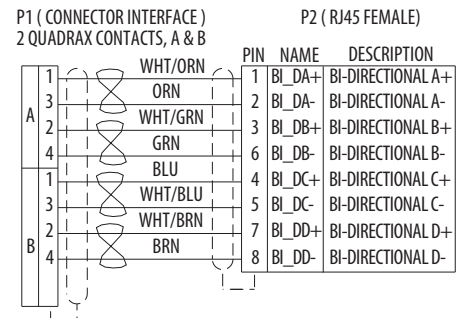 P1 ( CONNECTOR INTERFACE ) P2 ( RJ45 FEMALE)
2 QUADRAX CONTACTS, A & B
PIN NAME DESCRIPTION
A 1 WHT/ORN 1 BI_DA+ BI-DIRECTIONAL A+
3 ORN 2 BI_DA- BI-DIRECTIONAL A-
2 WHT/GRN 3 BI_DB+ BI-DIRECTIONAL B+
4 GRN 6 BI_DB- BI-DIRECTIONAL B-
B 1 BLU 4 BI_DC+ BI-DIRECTIONAL C+
3 WHT/BLU 5 BI_DC- BI-DIRECTIONAL C-
2 WHT/BRN 7 BI_DD+ BI-DIRECTIONAL D+
4 BRN 8 BI_DD- BI-DIRECTIONAL D-